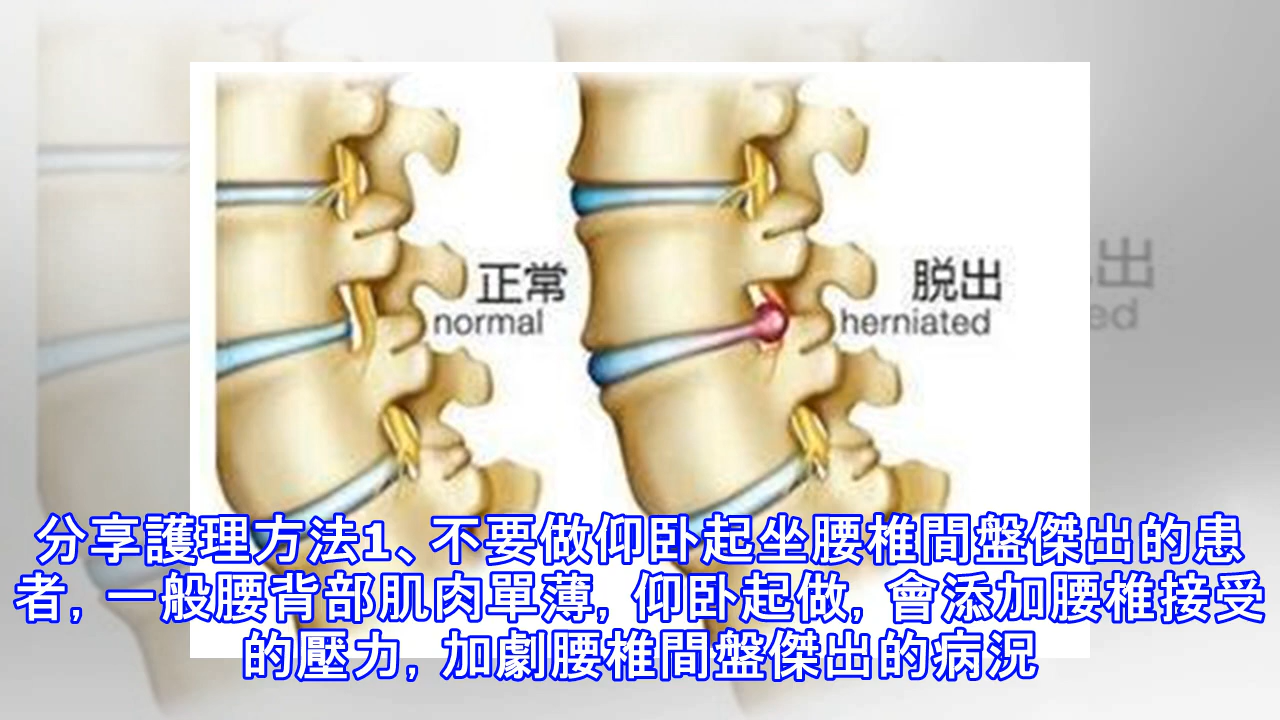 正常
normal
脱出
herniated
出
ed
分享護理方法1、不要做仰卧起坐腰椎間盤傑出的患
者, 一般腰背部肌肉單薄, 仰卧起做, 會添加腰椎接受
的壓力, 加劇腰椎間盤傑出的病況